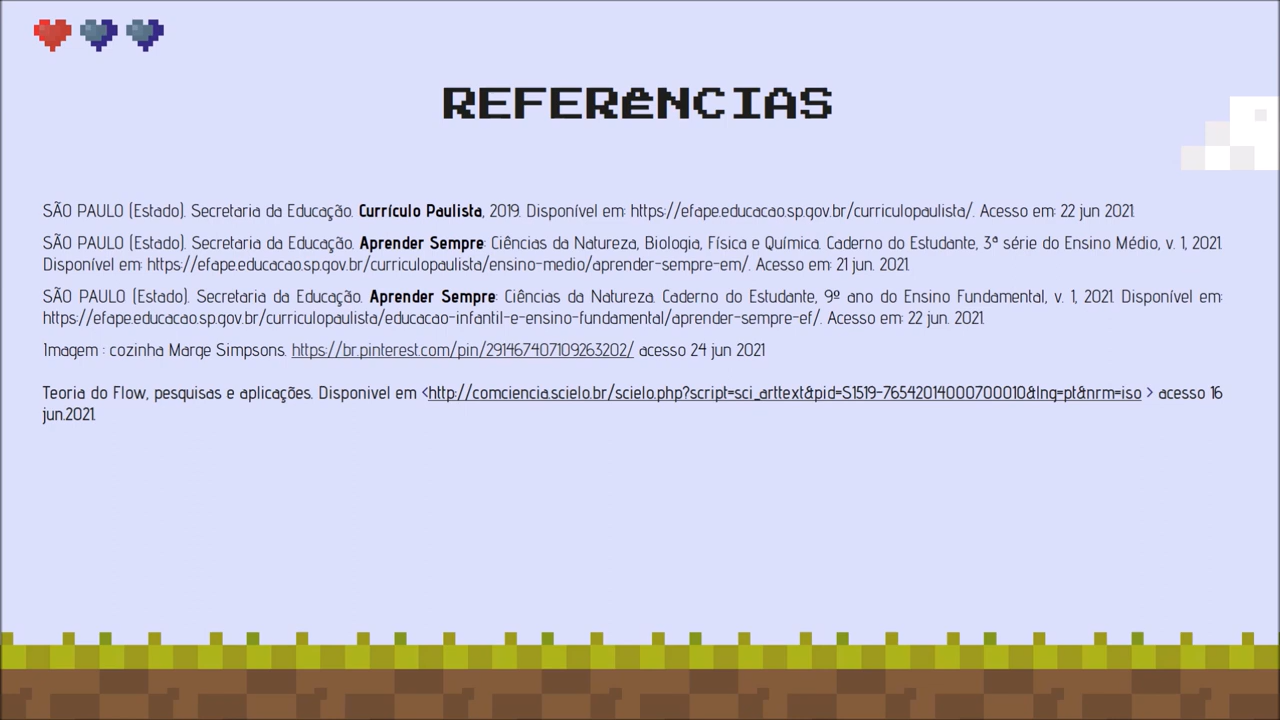 REFERêNCIAS
SÃO PAULO (Estado). Secretaria da Educação. Currículo Paulista, 2019. Disponível em: https://efape.educacao.sp.gov.br/curriculopaulista/. Acesso em: 22 jun 2021.
SÃO PAULO (Estado). Secretaria da Educação. Aprender Sempre: Ciências da Natureza, Biologia, Física e Química. Caderno do Estudante, 3ª série do Ensino Médio, v. 1, 2021.
Disponível em: https://efape.educacao.sp.gov.br/curriculopaulista/ensino-medio/aprender-sempre-em/. Acesso em: 21 jun. 2021.
SÃO PAULO (Estado). Secretaria da Educação. Aprender Sempre: Ciências da Natureza. Caderno do Estudante, 9º ano do Ensino Fundamental, v. 1, 2021. Disponível em:
https://efape.educacao.sp.gov.br/curriculopaulista/educacao-infantil-e-ensino-fundamental/aprender-sempre-ef/. Acesso em: 22 jun. 2021.
Imagem : cozinha Marge Simpsons. https://br.pinterest.com/pin/291467407109263202/ acesso 24 jun 2021
Teoria do Flow, pesquisas e aplicações. Disponivel em <http://comciencia.scielo.br/scielo.php?script=sci_arttext&pid=S1519-76542014000700010&lng=pt&nrm=iso > acesso 16
jun.2021.